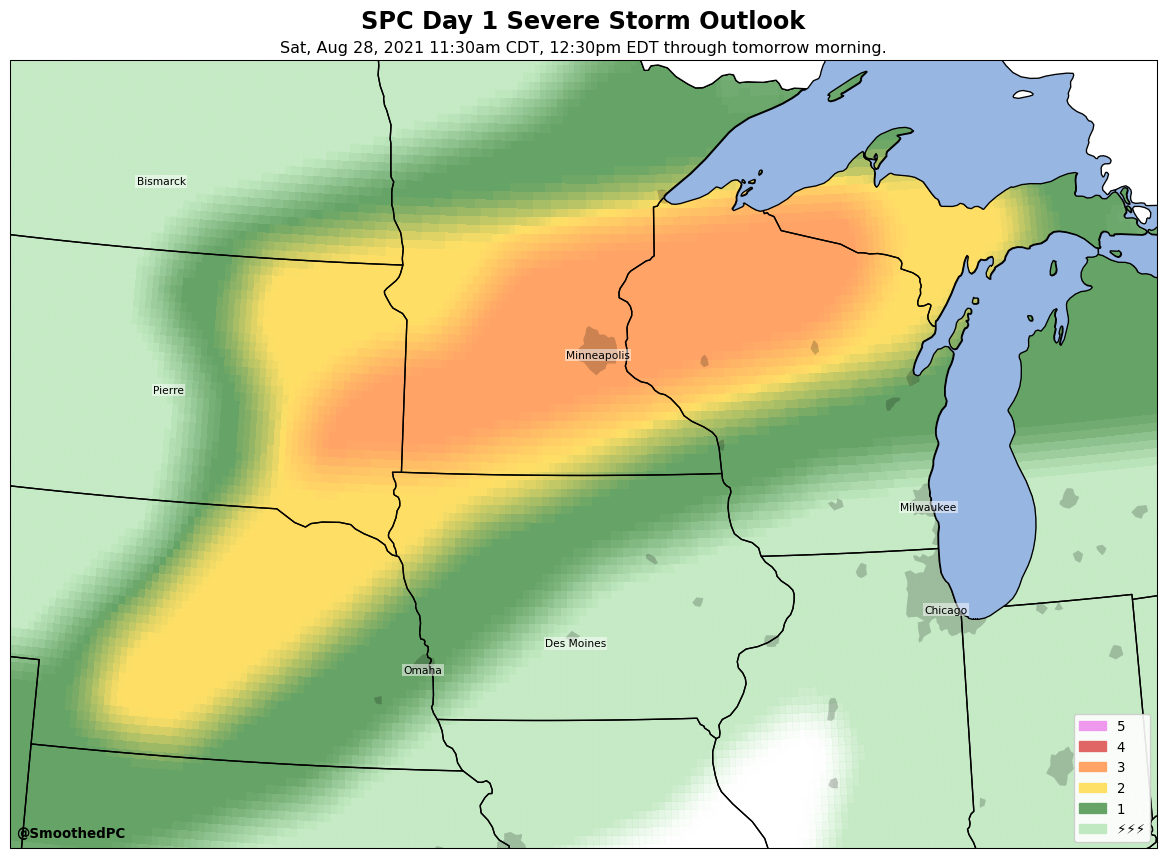 SPC Day 1 Severe Storm Outlook
Sat, Aug 28, 2021 11:30am CDT, 12:30pm EDT through tomorrow morning.
Bismarck
Minneapolis
Pierre
Milwaukee
Chicago
Des Moines
Omaha
5
4
3
2
1
⚡⚡⚡
@SmoothedPC